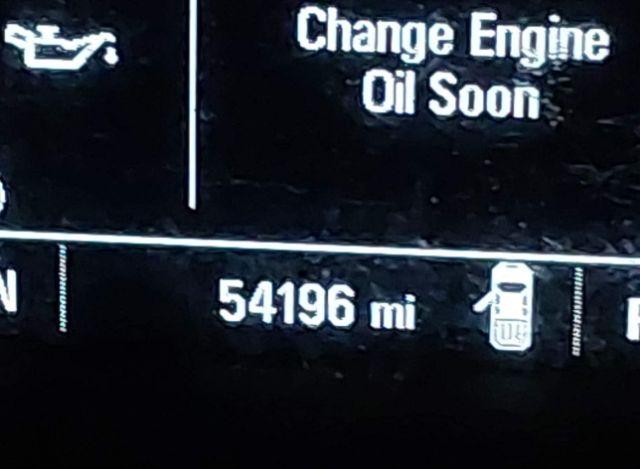 Change Engine
Oil Soon
N
54196 mi